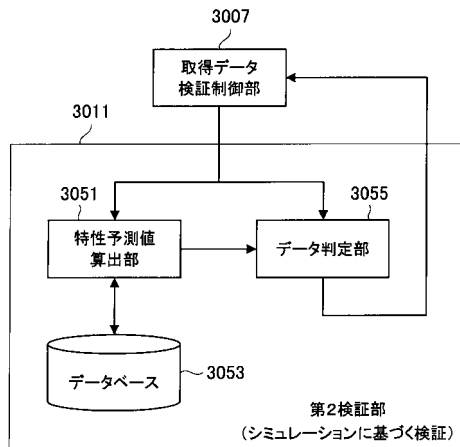 3007
取得データ
検証制御部
3011
3051
特性予測値
算出部
3055
データ判定部
データベース
3053
第2検証部
(シミュレーションに基づく検証)